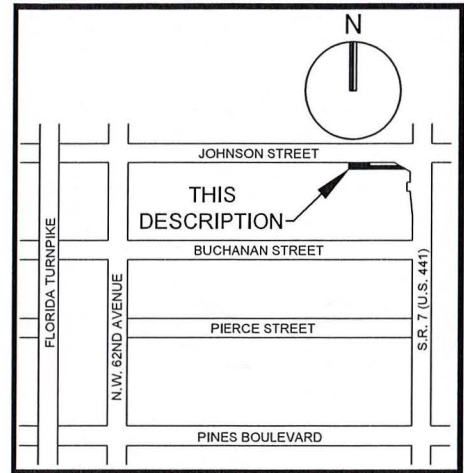 N
JOHNSON STREET
THIS
DESCRIPTION
BUCHANAN STREET
FLORIDA TURNPIKE
N.W. 62ND AVENUE
S.R. 7 (U.S. 441)
PIERCE STREET
PINES BOULEVARD